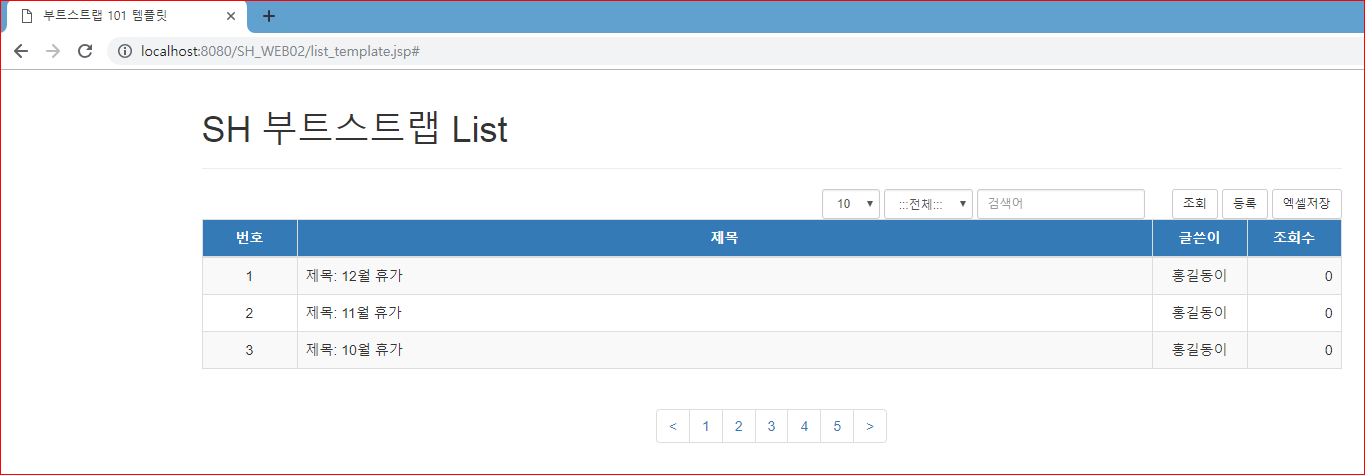 부트스트랩 101 템플릿
localhost:8080/SH_WEB02/list_template.jsp#
SH 부트스트랩 List
10 :::전체::: 검색어 조회 등록 엑셀저장
번호 제목 글쓴이 조회수
1 제목: 12월 휴가 홍길동이 0
2 제목: 11월 휴가 홍길동이 0
3 제목: 10월 휴가 홍길동이 0
< 1 2 3 4 5 >